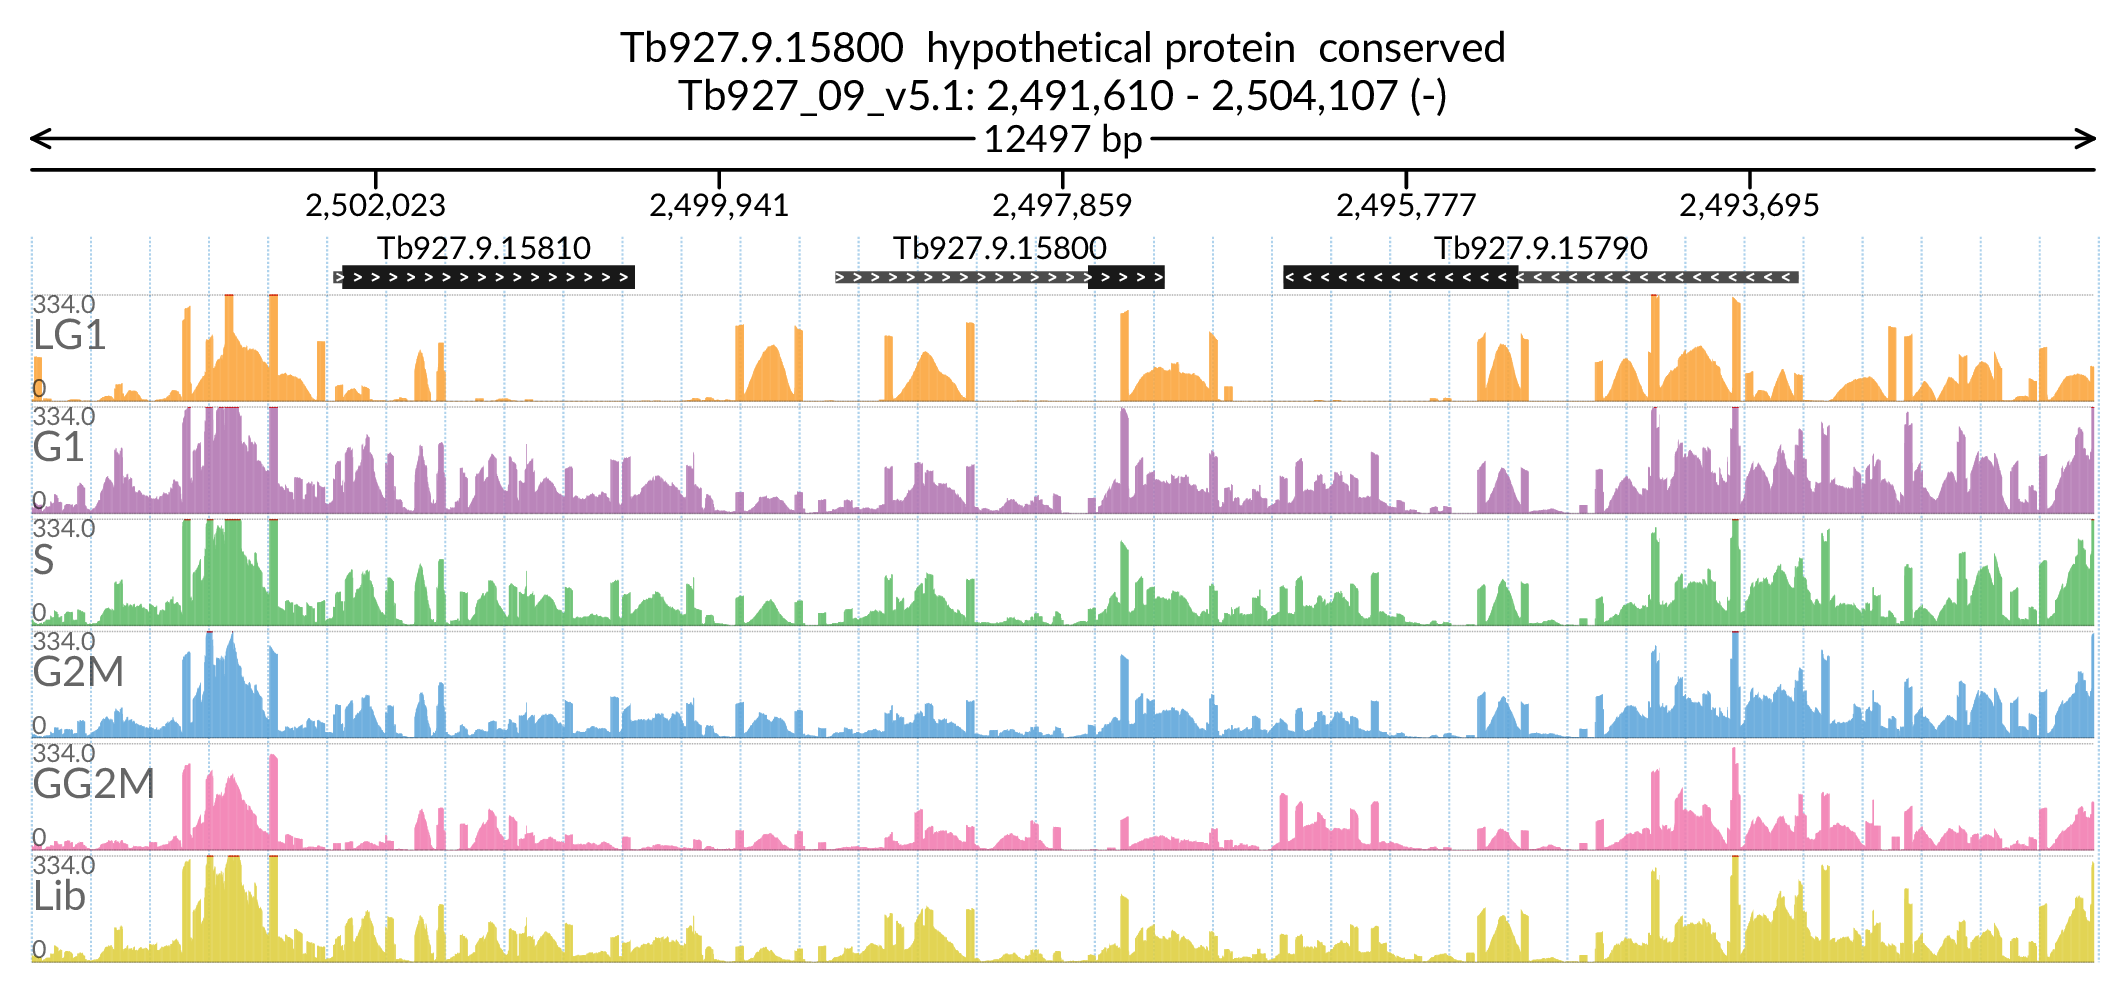 Tb927.9.15800 hypothetical protein conserved
Tb927_09_v5.1: 2,491,610 - 2,504,107 (-)
12497 bp
2,502,023 2,499,941 2,497,859 2,495,777 2,493,695
Tb927.9.15810 Tb927.9.15800 Tb927.9.15790
334.0
LG1
0
334.0
G1
0
334.0
S
0
334.0
G2M
0
334.0
GG2M
0
334.0
Lib
0